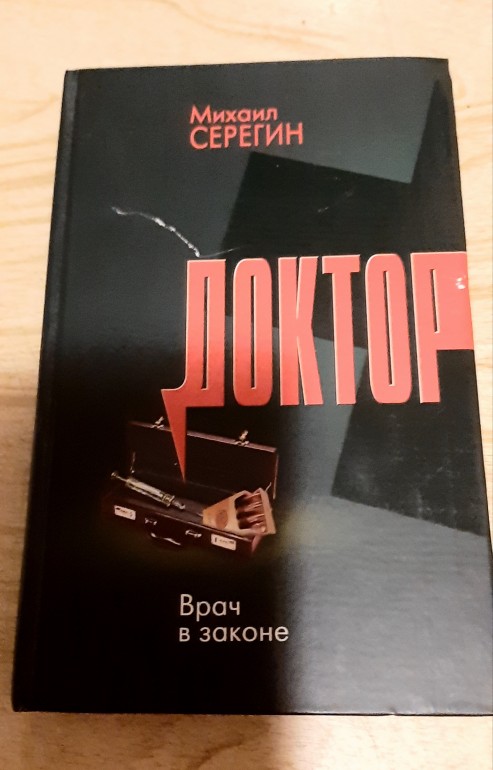 Михаил
СЕРЕГИН
ДОКТОР
Врач
в законе